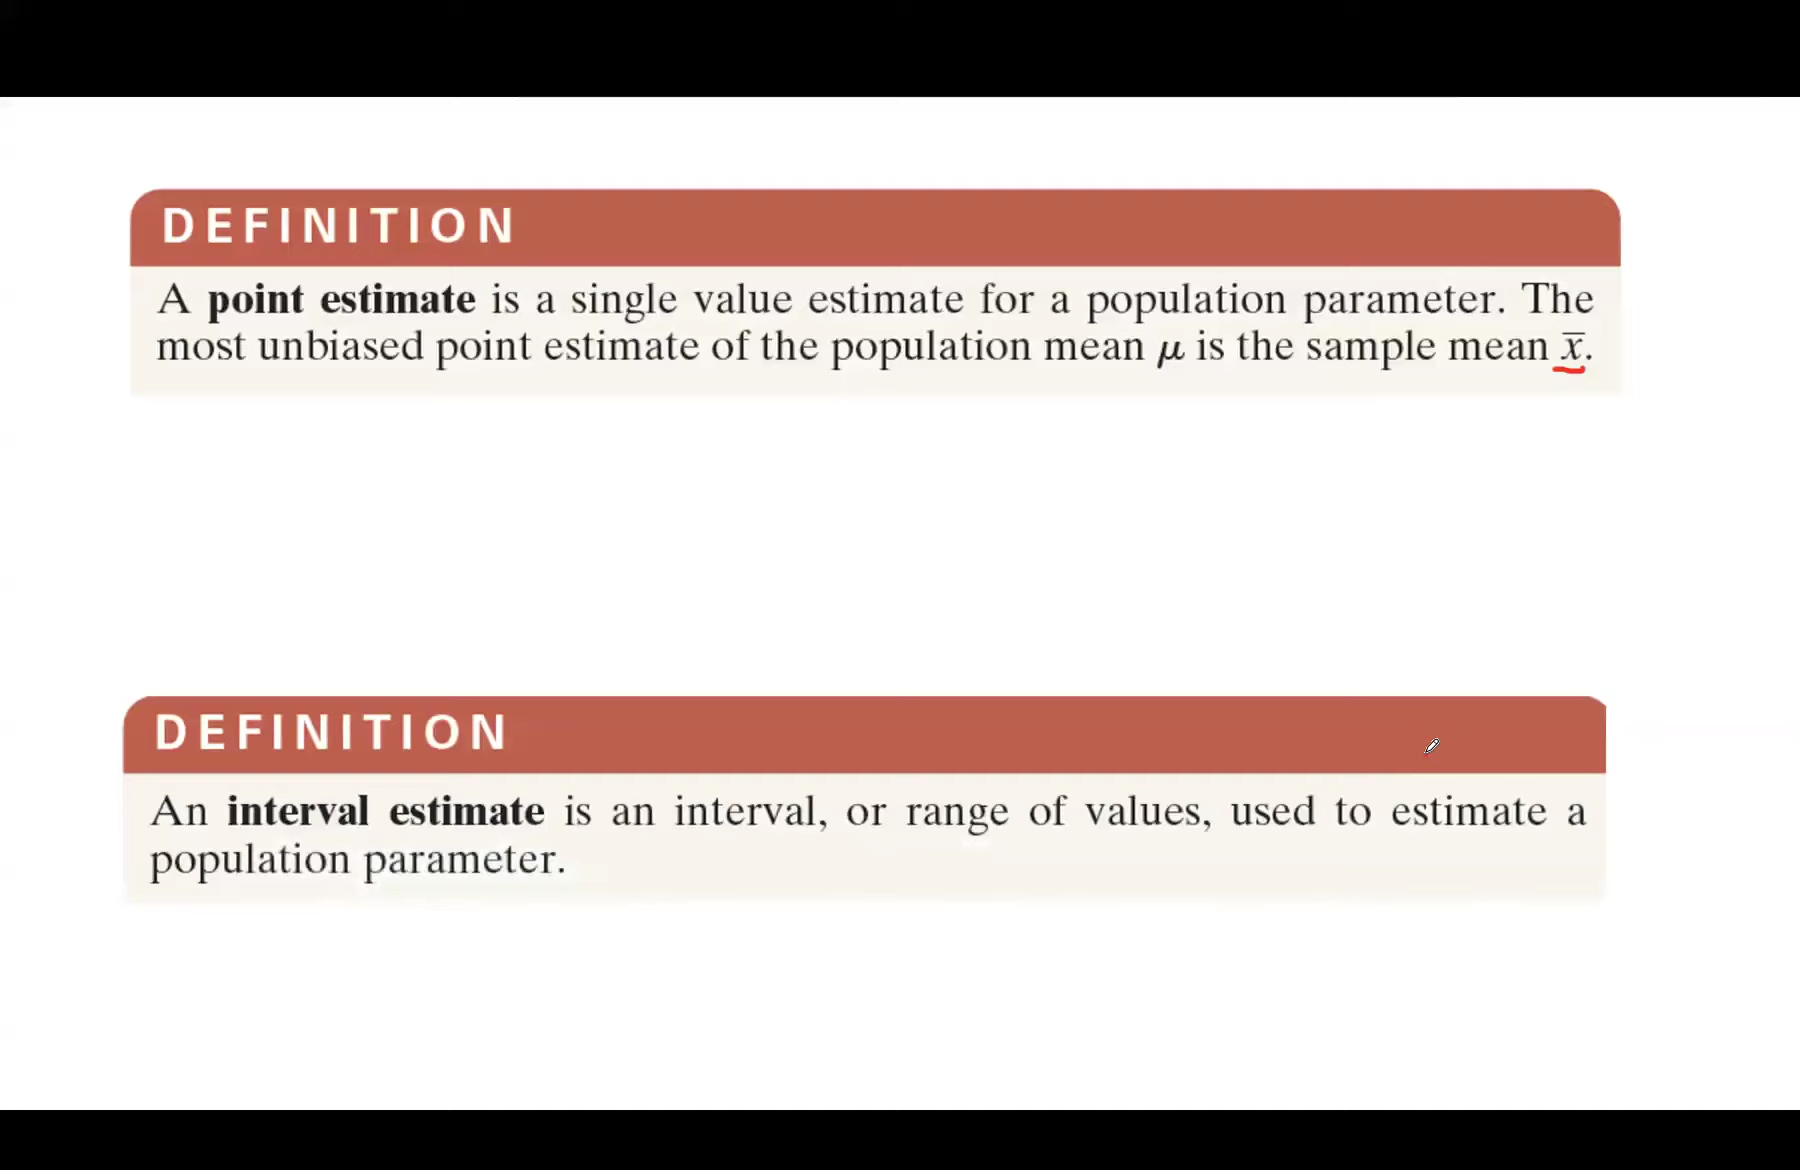 DEFINITION
A point estimate is a single value estimate for a population parameter. The
most unbiased point estimate of the population mean μ is the sample mean x̅.
DEFINITION
An interval estimate is an interval, or range of values, used to estimate a
population parameter.